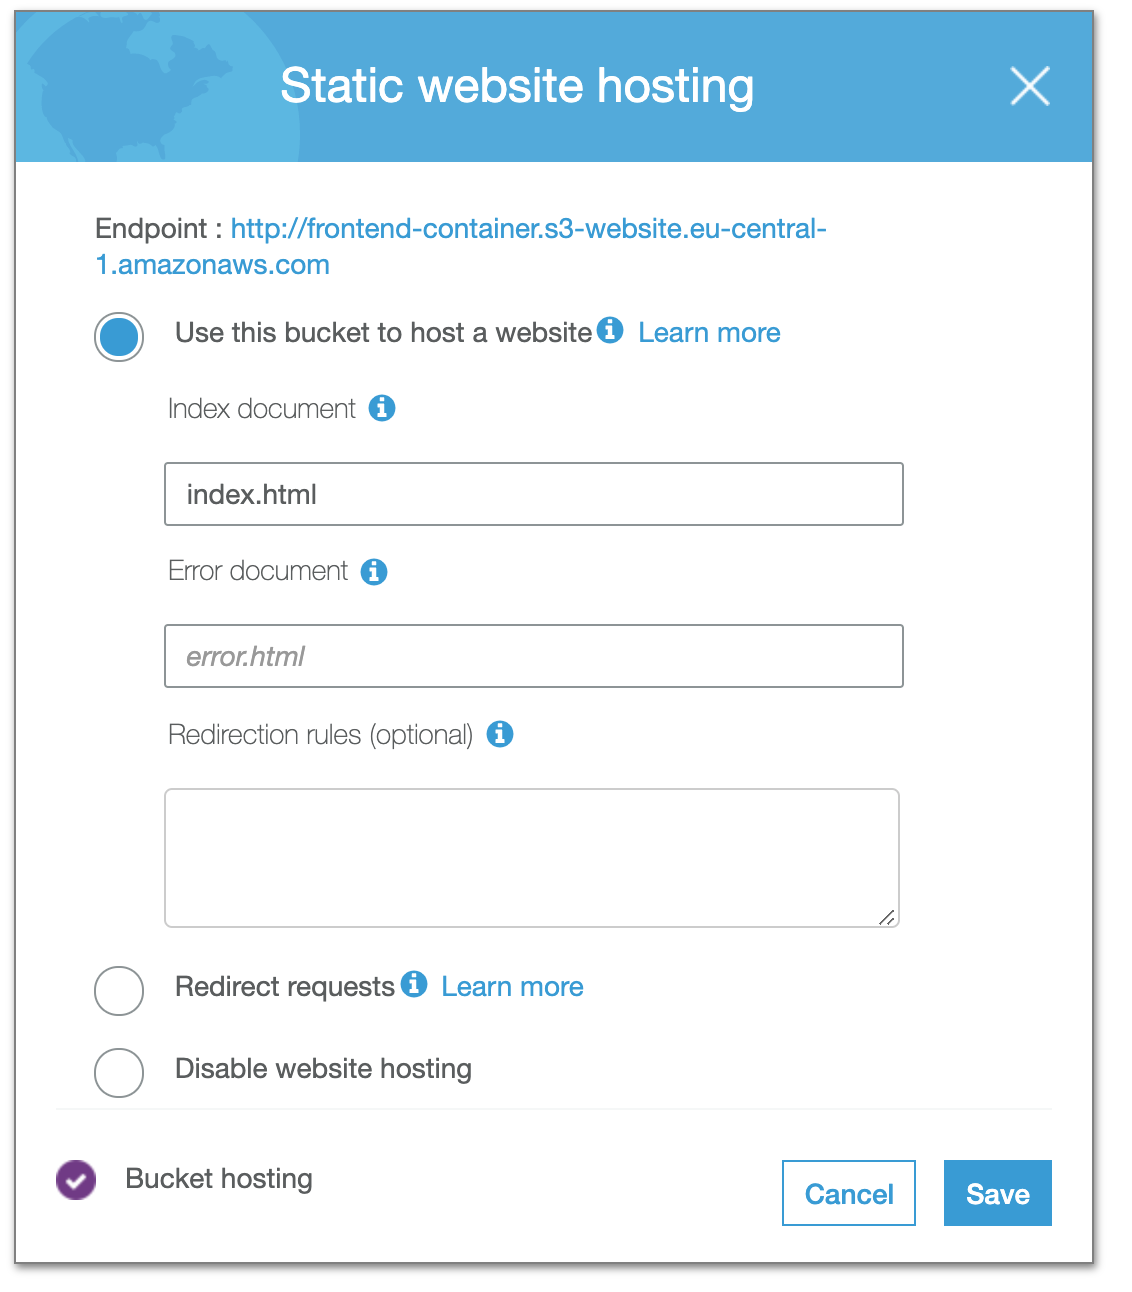 Static website hosting
Endpoint : http://frontend-container.s3-website.eu-central-
1.amazonaws.com
Use this bucket to host a website Learn more
Index document
index.html
Error document
error.html
Redirection rules (optional)
Redirect requests Learn more
Disable website hosting
Bucket hosting
Cancel Save